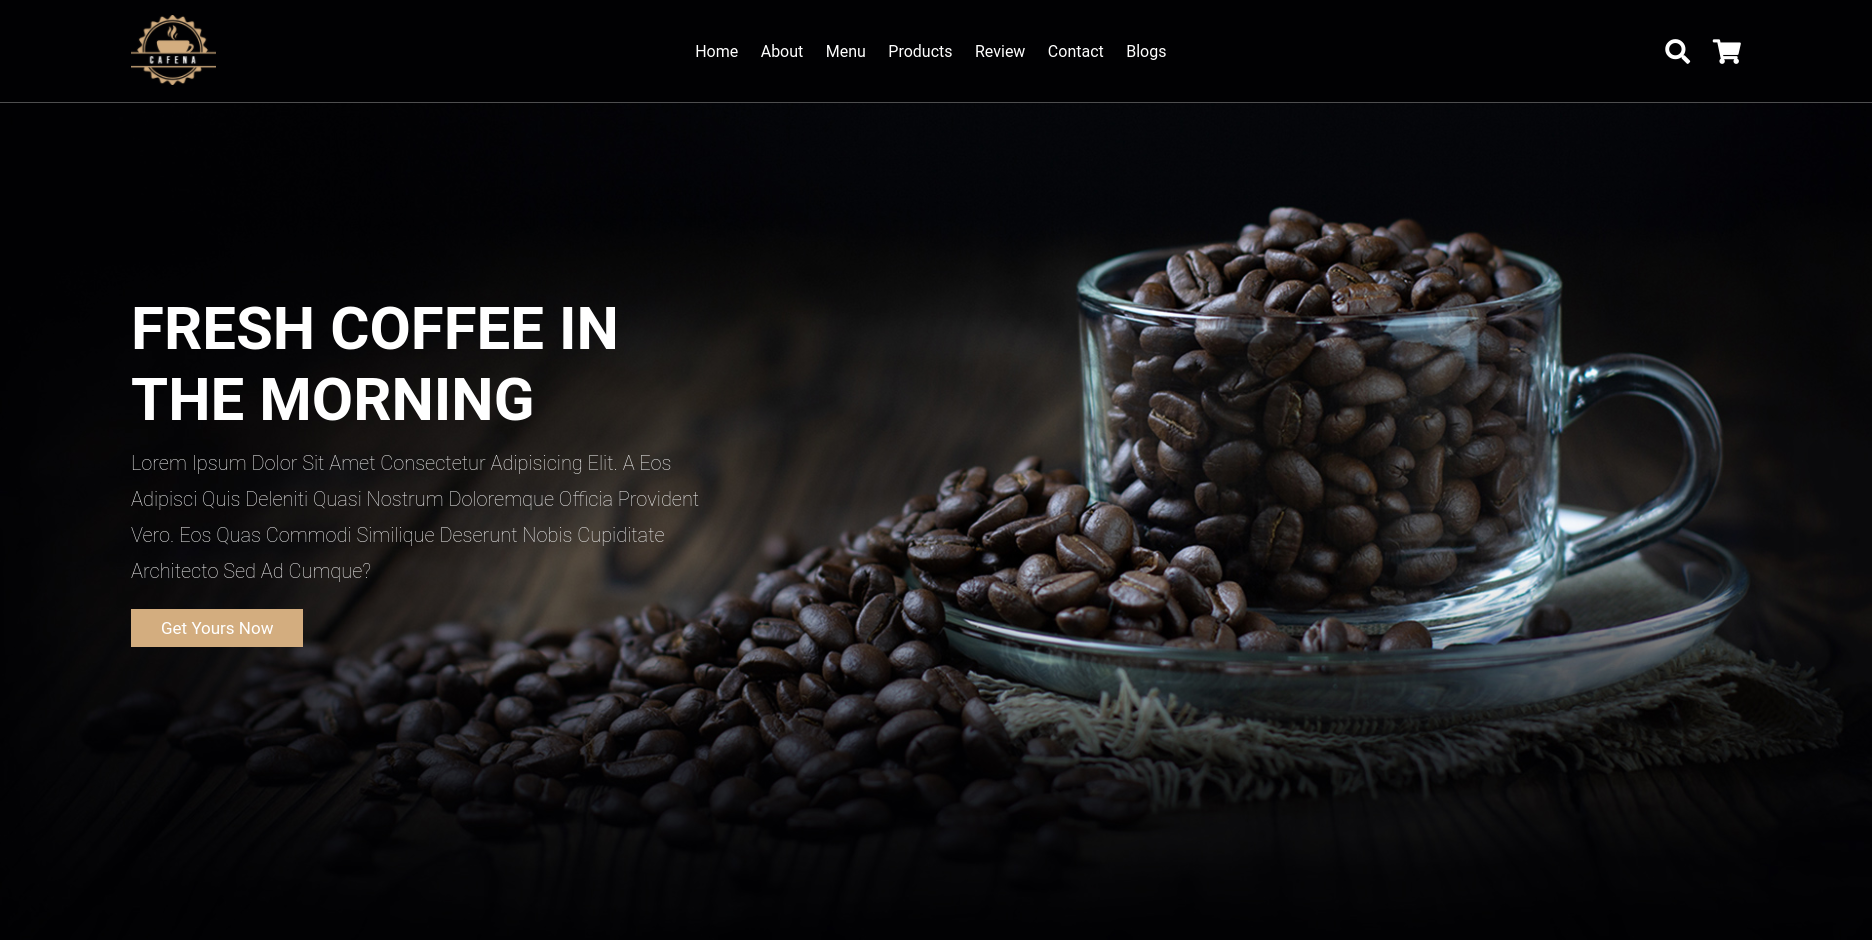 CAFENA
Home About Menu Products Review Contact Blogs
FRESH COFFEE IN
THE MORNING
Lorem Ipsum Dolor Sit Amet Consectetur Adipisicing Elit. A Eos
Adipisci Quis Deleniti Quasi Nostrum Doloremque Officia Provident
Vero. Eos Quas Commodi Similique Deserunt Nobis Cupiditate
Architecto Sed Ad Cumque?
Get Yours Now